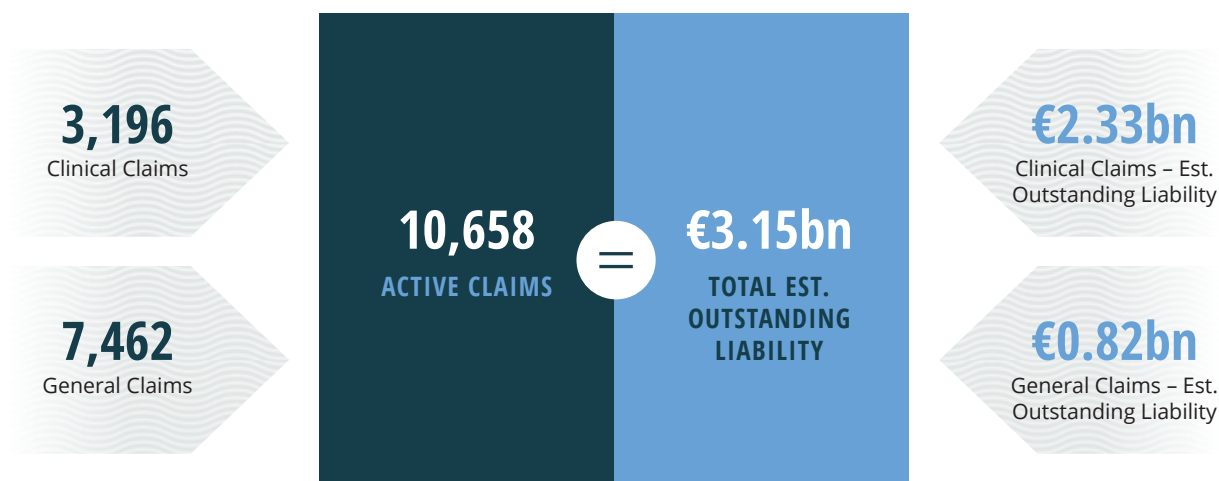 3,196
Clinical Claims
7,462
General Claims
10,658
ACTIVE CLAIMS
=
€3.15bn
TOTAL EST.
OUTSTANDING
LIABILITY
€2.33bn
Clinical Claims – Est.
Outstanding Liability
€0.82bn
General Claims – Est.
Outstanding Liability